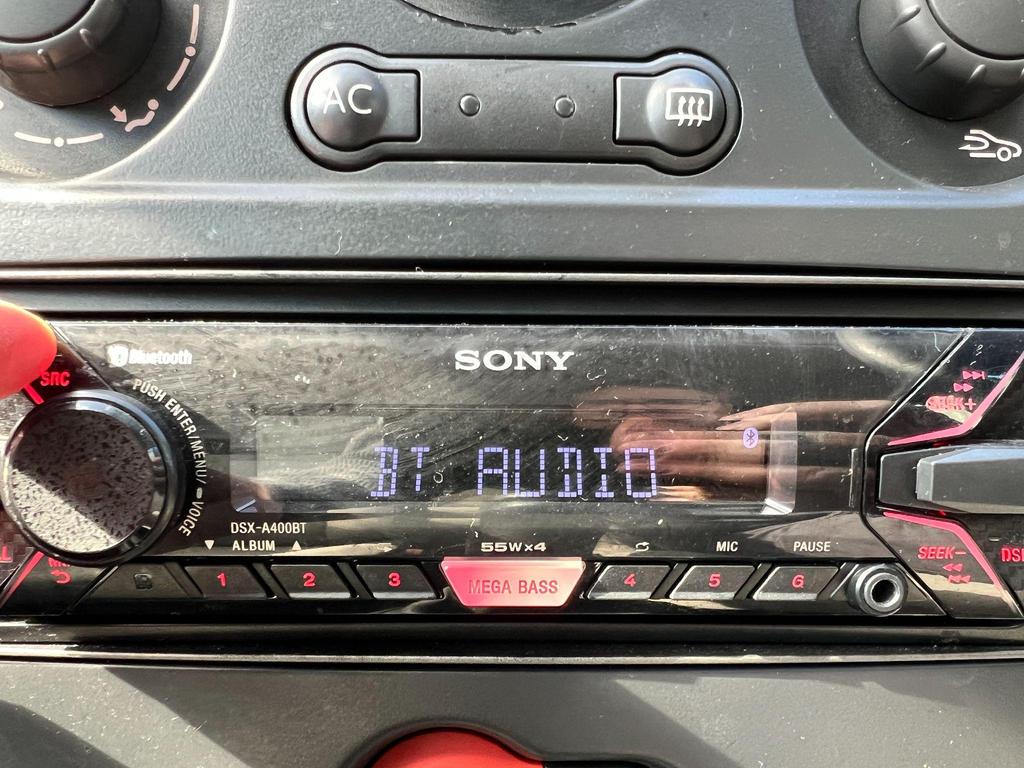 AC
Bluetooth
SONY
SRC
PUSH ENTER/MENU/ VOICE
SEEK+
BT AUDIO
DSX-A400BT
▼ ALBUM ▲
55W×4
MIC
PAUSE
SEEK-
1
2
3
MEGA BASS
4
5
6